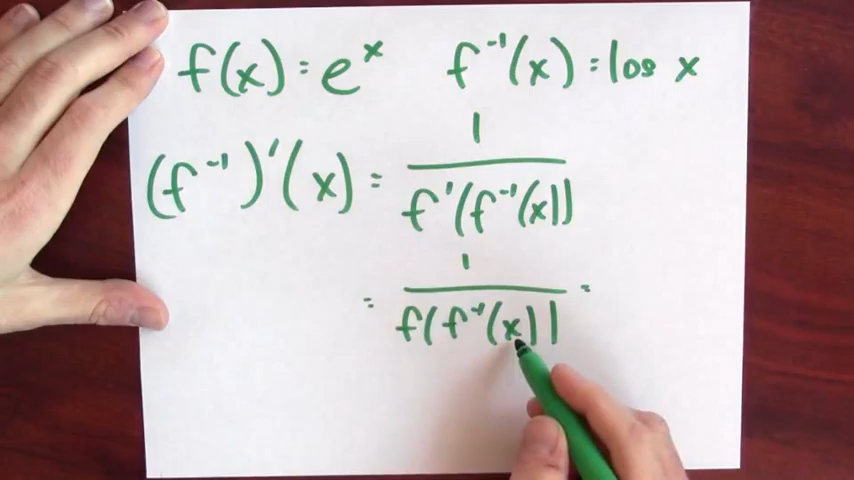 f(x) = e^x f^-1(x) = log x
(f^-1)'(x) = 1 / f'(f^-1(x))
= 1 / f(f^-1(x)) =